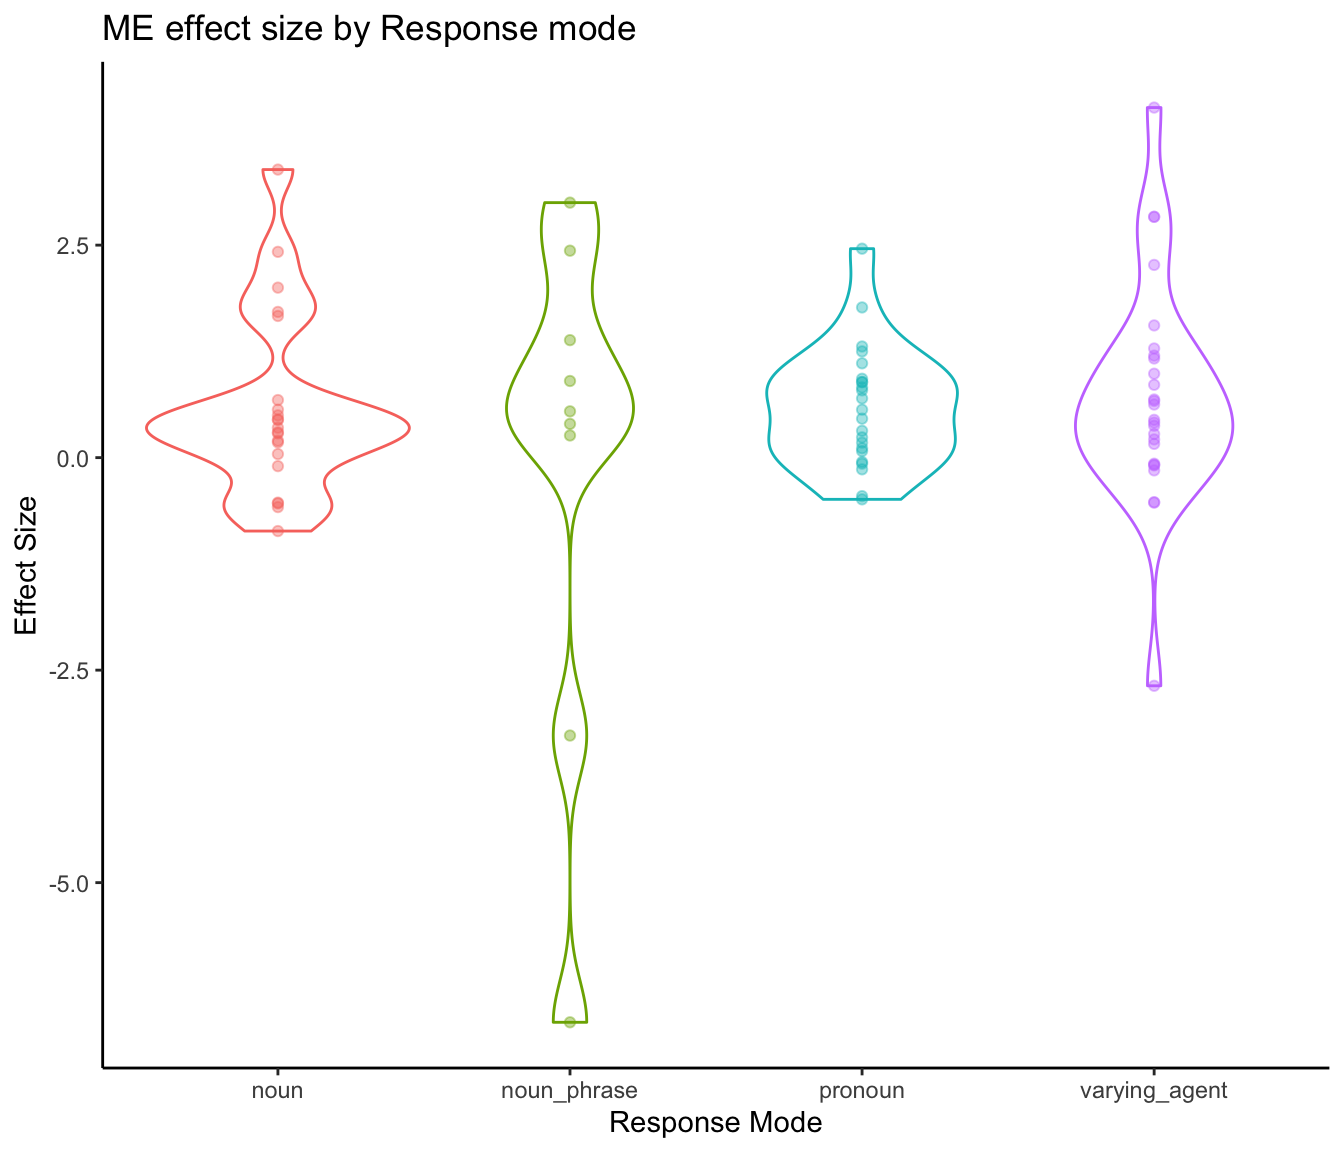 ME effect size by Response mode
Effect Size
2.5
0.0
-2.5
-5.0
noun noun_phrase pronoun varying_agent
Response Mode